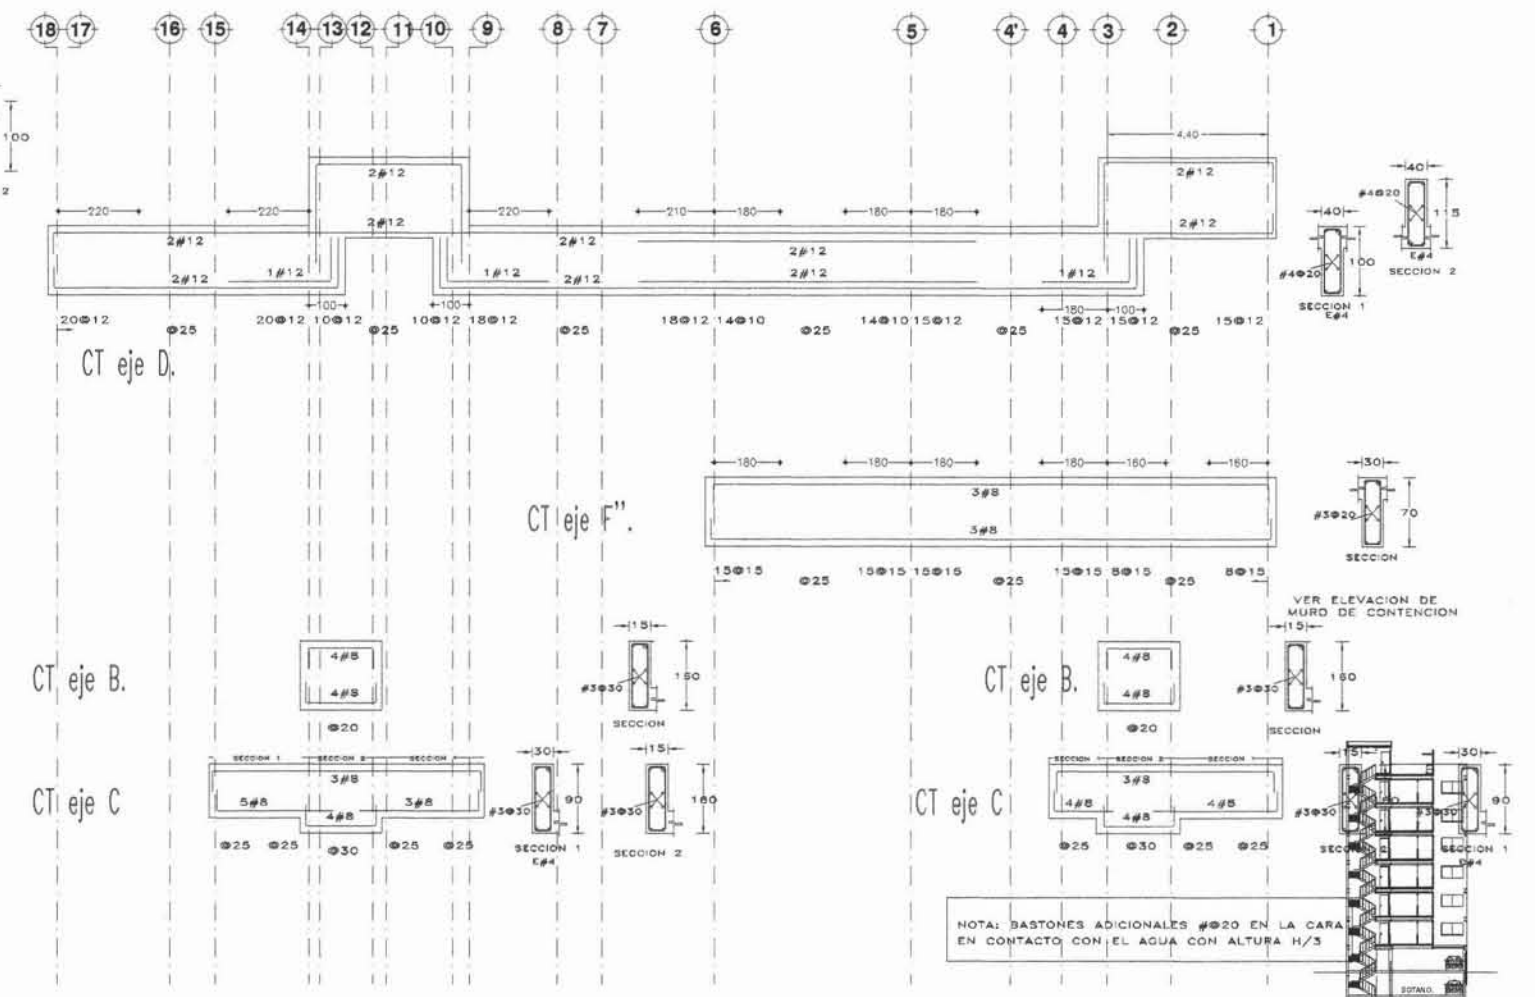 18 17 16 15 14 13 12 11 10 9 8 7 6 5 4' 4 3 2 1
100
2
4.40
2#12 2#12
40
#4@20 115
E#4
SECCION 2
220 220 220 210 180 180 180
2#12 2#12
40
2#12 2#12 2#12
2#12 1#12 1#12 2#12 2#12 1#12
#4@20 100
SECCION 1
E#4
100 100 180 100
20@12 @25 20@12 10@12 @25 10@12 18@12 @25 18@12 14@10 @25 14@10 15@12 @25 15@12 15@12 @25 15@12
CT eje D.
180 180 180 180 160 160
30
3#8
CT eje F".
3#8
#3@20 70
SECCION
15@15 @25 15@15 15@15 @25 15@15 8@15 @25 8@15
VER ELEVACION DE
MURO DE CONTENCION
15 15
CT eje B. 4#8 CT eje B. 4#8
4#8 #3@30 160 4#8 #3@30 160
@20 SECCION @20 SECCION
SECCION 1 SECCION 2 SECCION 30 15 SECCION 1 SECCION 2 SECCION 1 15 30
3#8 3#8
CT eje C 5#8 3#8 #3@30 90 #3@30 160 CT eje C 4#8 4#8 #3@30 #3@30 90
4#8 4#8
@25 @25 @30 @25 @25 SECCION 1 SECCION 2 @25 @30 @25 @25 SECCION 1
E#4
NOTA: BASTONES ADICIONALES #@20 EN LA CARA
EN CONTACTO CON EL AGUA CON ALTURA H/3
SOTANO.